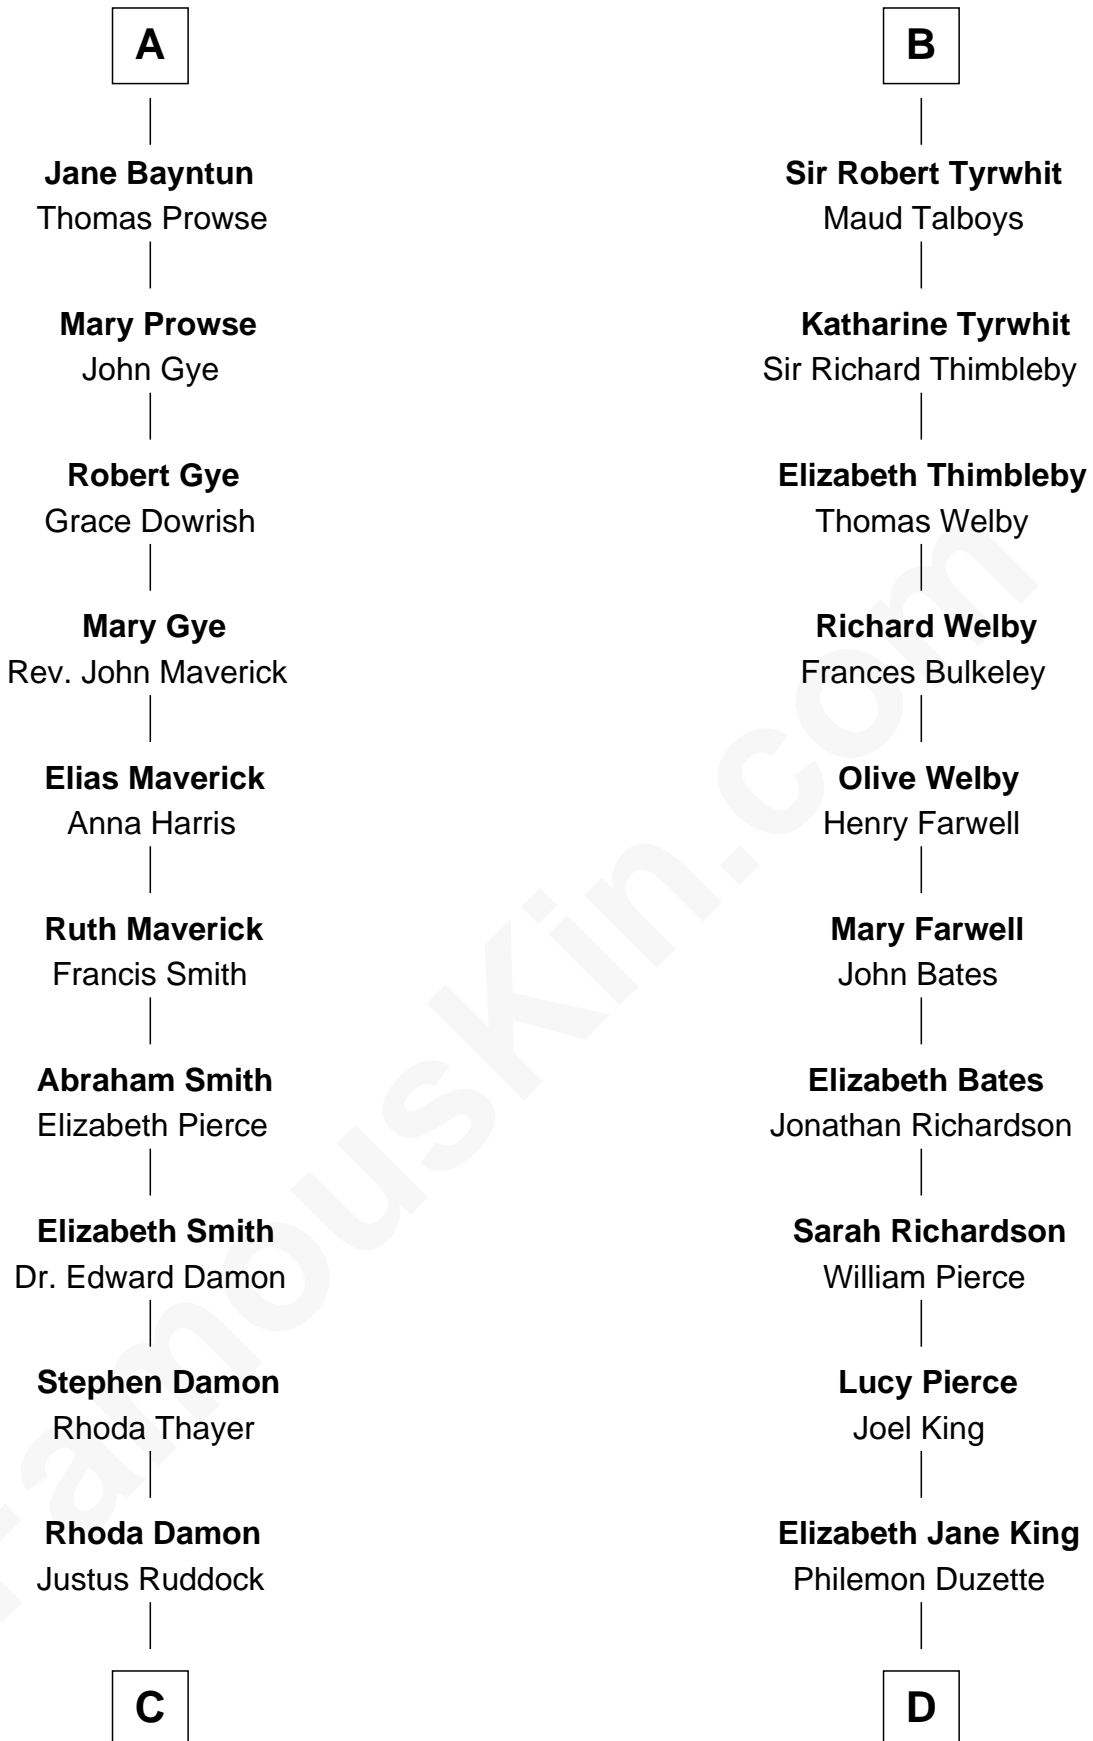 A
Jane Bayntun
Thomas Prowse
Mary Prowse
John Gye
Robert Gye
Grace Dowrish
Mary Gye
Rev. John Maverick
Elias Maverick
Anna Harris
Ruth Maverick
Francis Smith
Abraham Smith
Elizabeth Pierce
Elizabeth Smith
Dr. Edward Damon
Stephen Damon
Rhoda Thayer
Rhoda Damon
Justus Ruddock
C
B
Sir Robert Tyrwhit
Maud Talboys
Katharine Tyrwhit
Sir Richard Thimbleby
Elizabeth Thimbleby
Thomas Welby
Richard Welby
Frances Bulkeley
Olive Welby
Henry Farwell
Mary Farwell
John Bates
Elizabeth Bates
Jonathan Richardson
Sarah Richardson
William Pierce
Lucy Pierce
Joel King
Elizabeth Jane King
Philemon Duzette
D
FamousKin.com